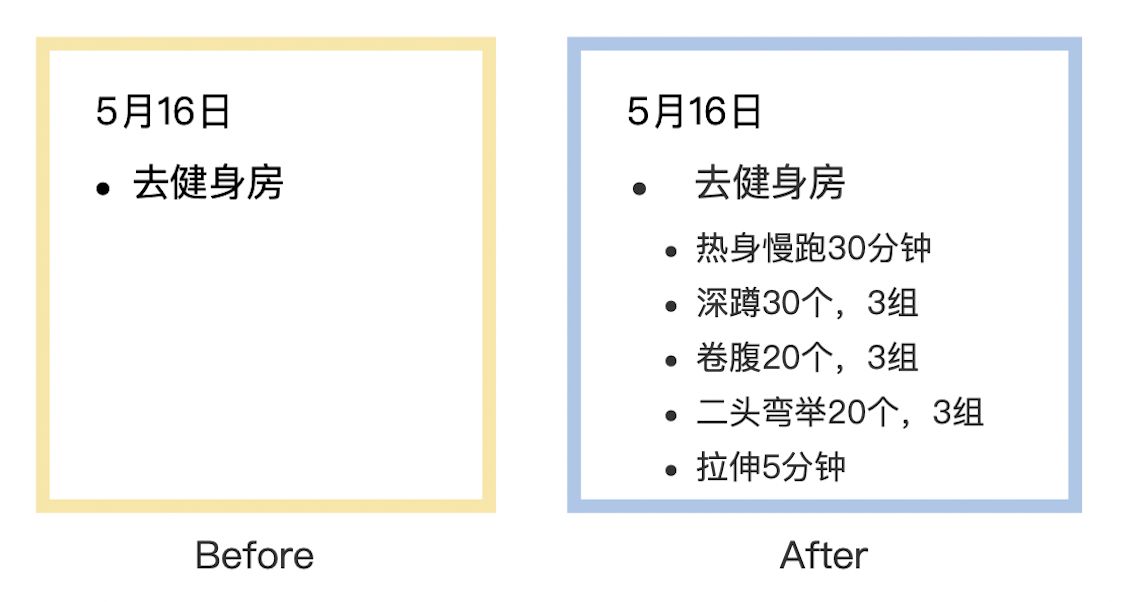 5月16日
• 去健身房
Before
5月16日
• 去健身房
• 热身慢跑30分钟
• 深蹲30个，3组
• 卷腹20个，3组
• 二头弯举20个，3组
• 拉伸5分钟
After